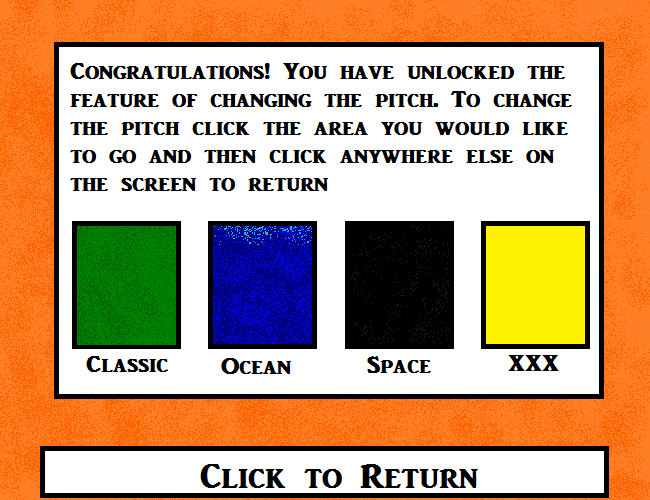 Congratulations! You have unlocked the
feature of changing the pitch. To change
the pitch click the area you would like
to go and then click anywhere else on
the screen to return
Classic Ocean Space XXX
Click to Return